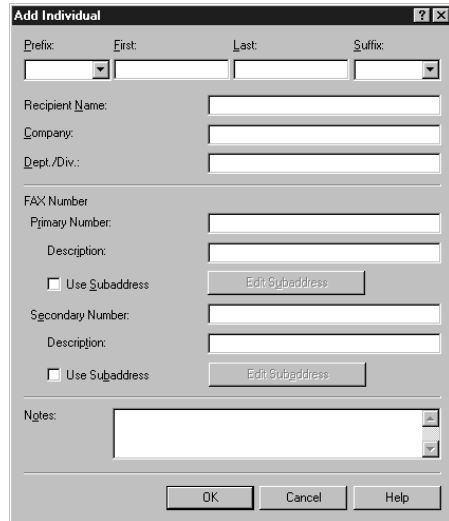 Add Individual
Prefix: First: Last: Suffix:
Recipient Name:
Company:
Dept./Div.:
FAX Number
Primary Number:
Description:
Use Subaddress Edit Subaddress
Secondary Number:
Description:
Use Subaddress Edit Subaddress
Notes:
OK Cancel Help